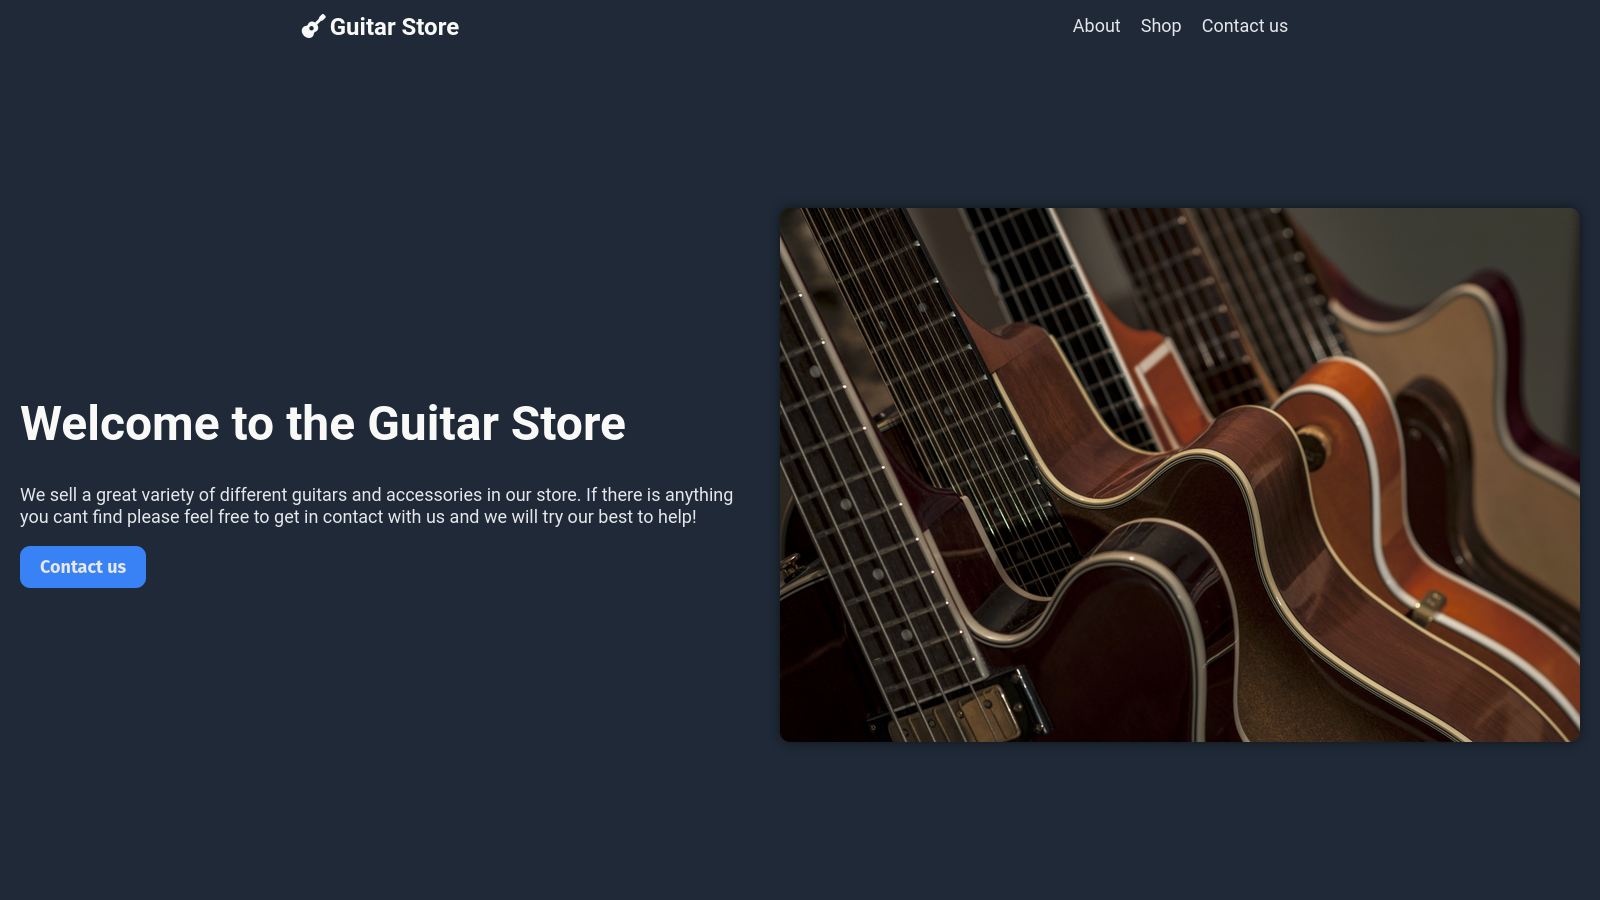 Guitar Store
About Shop Contact us
Welcome to the Guitar Store
We sell a great variety of different guitars and accessories in our store. If there is anything
you cant find please feel free to get in contact with us and we will try our best to help!
Contact us